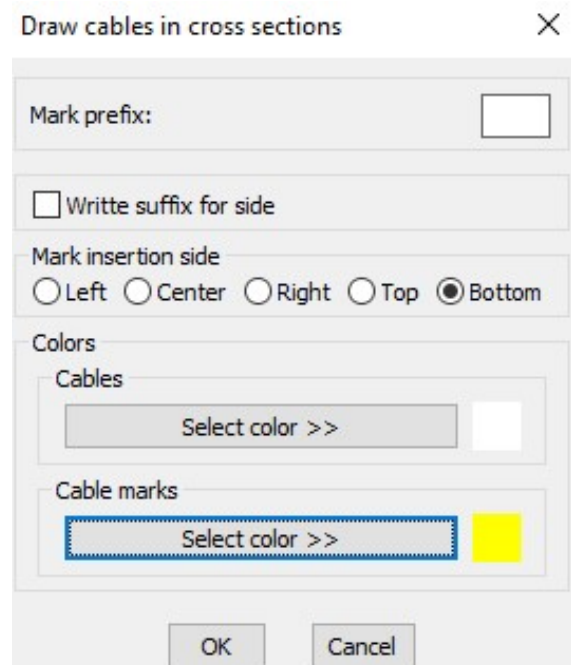 Draw cables in cross sections
Mark prefix:
Writte suffix for side
Mark insertion side
Left Center Right Top Bottom
Colors
Cables
Select color >>
Cable marks
Select color >>
OK Cancel